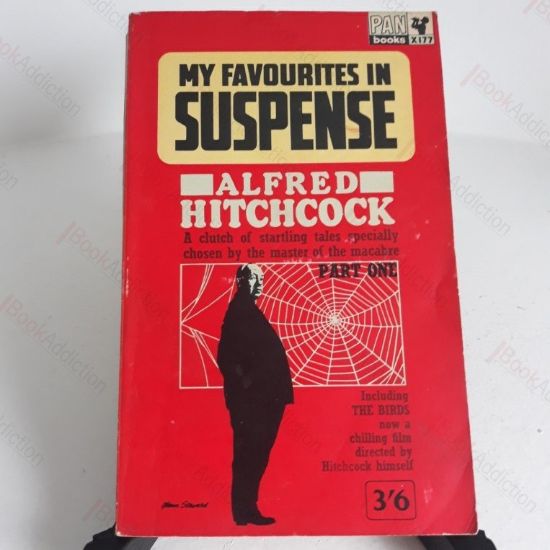 PAN
books X177
MY FAVOURITES IN
SUSPENSE
ALFRED
HITCHCOCK
A clutch of startling tales specially
chosen by the master of the macabre
PART ONE
Including
THE BIRDS
now a
chilling film
directed by
Hitchcock himself
3'6
BookAddiction